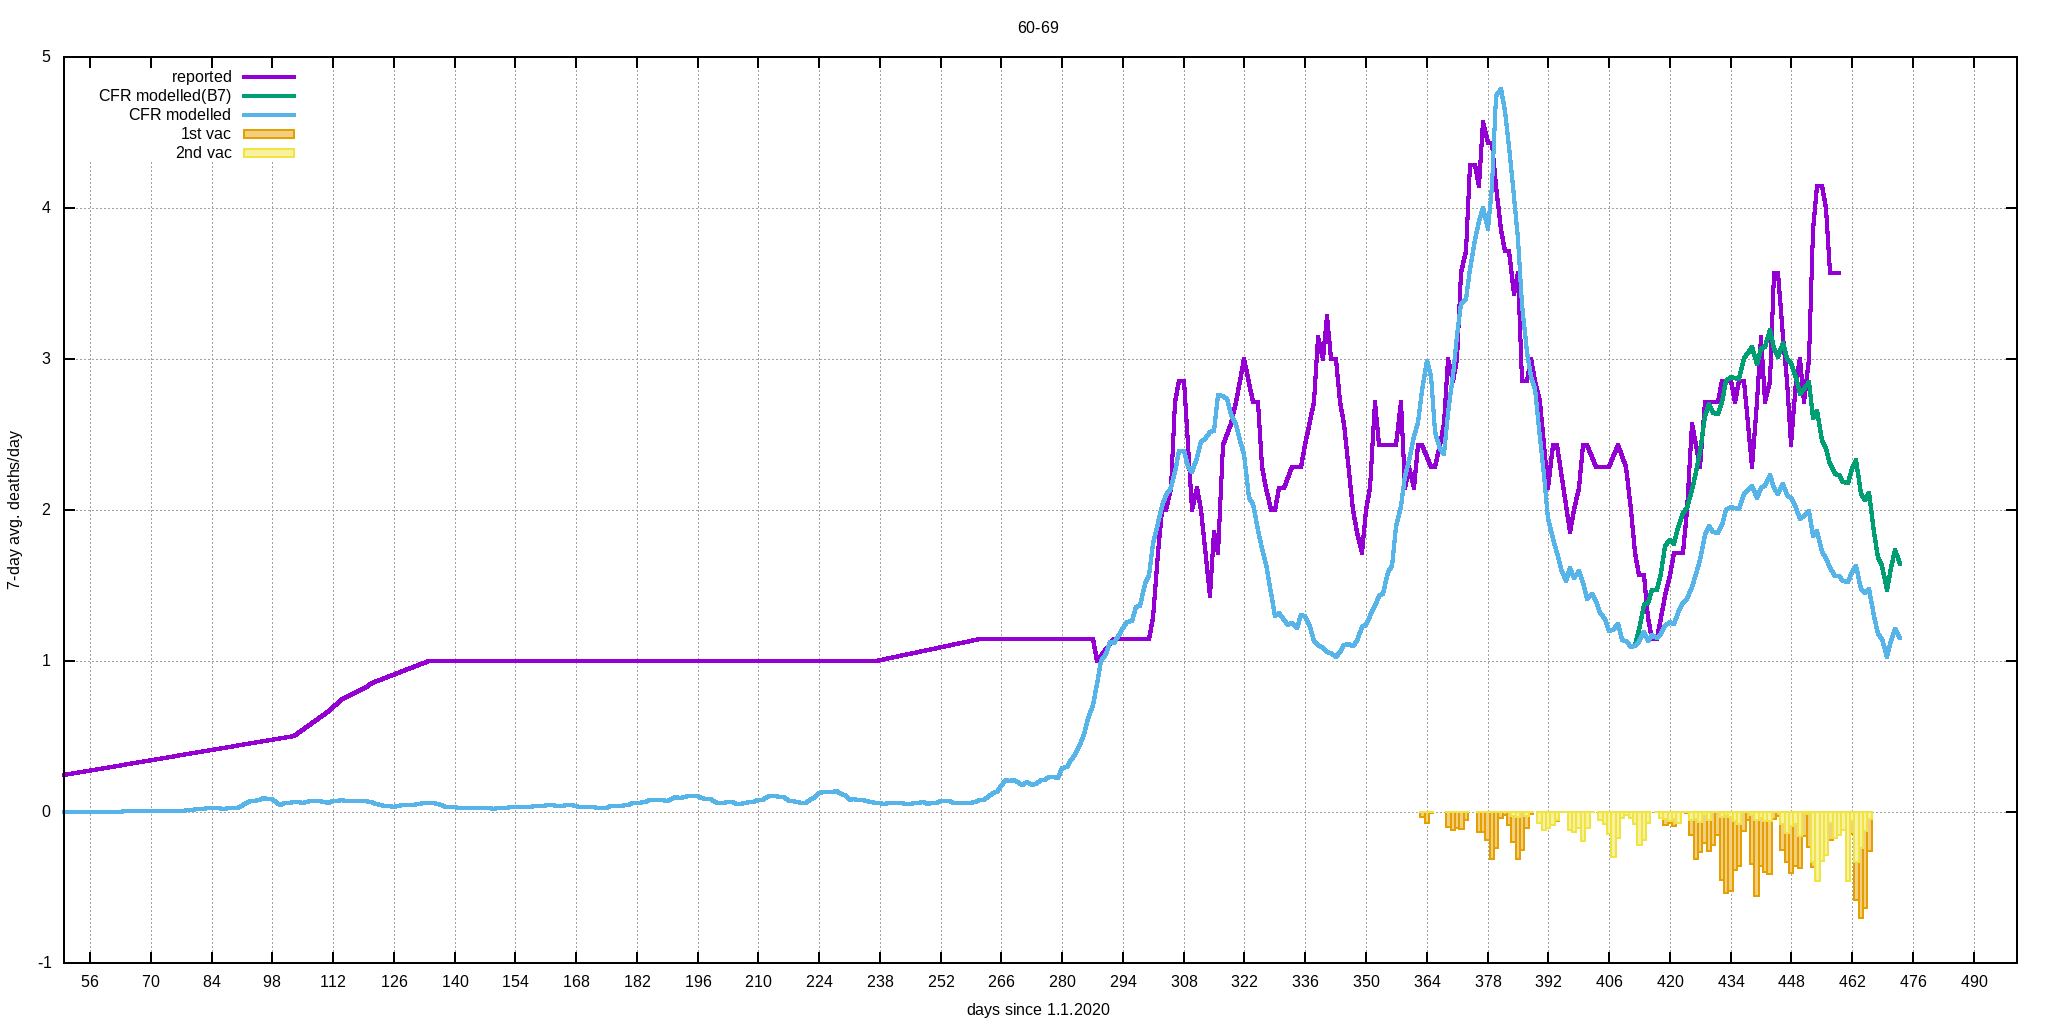 60-69
5
4
3
2
1
0
-1
7-day avg. deaths/day
reported
CFR modelled(B7)
CFR modelled
1st vac
2nd vac
56 70 84 98 112 126 140 154 168 182 196 210 224 238 252 266 280 294 308 322 336 350 364 378 392 406 420 434 448 462 476 490
days since 1.1.2020